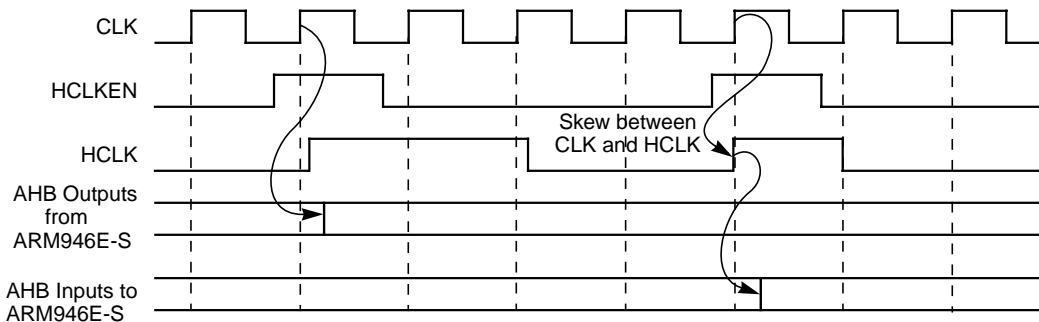 CLK
HCLKEN
Skew between
CLK and HCLK
HCLK
AHB Outputs
from
ARM946E-S
AHB Inputs to
ARM946E-S